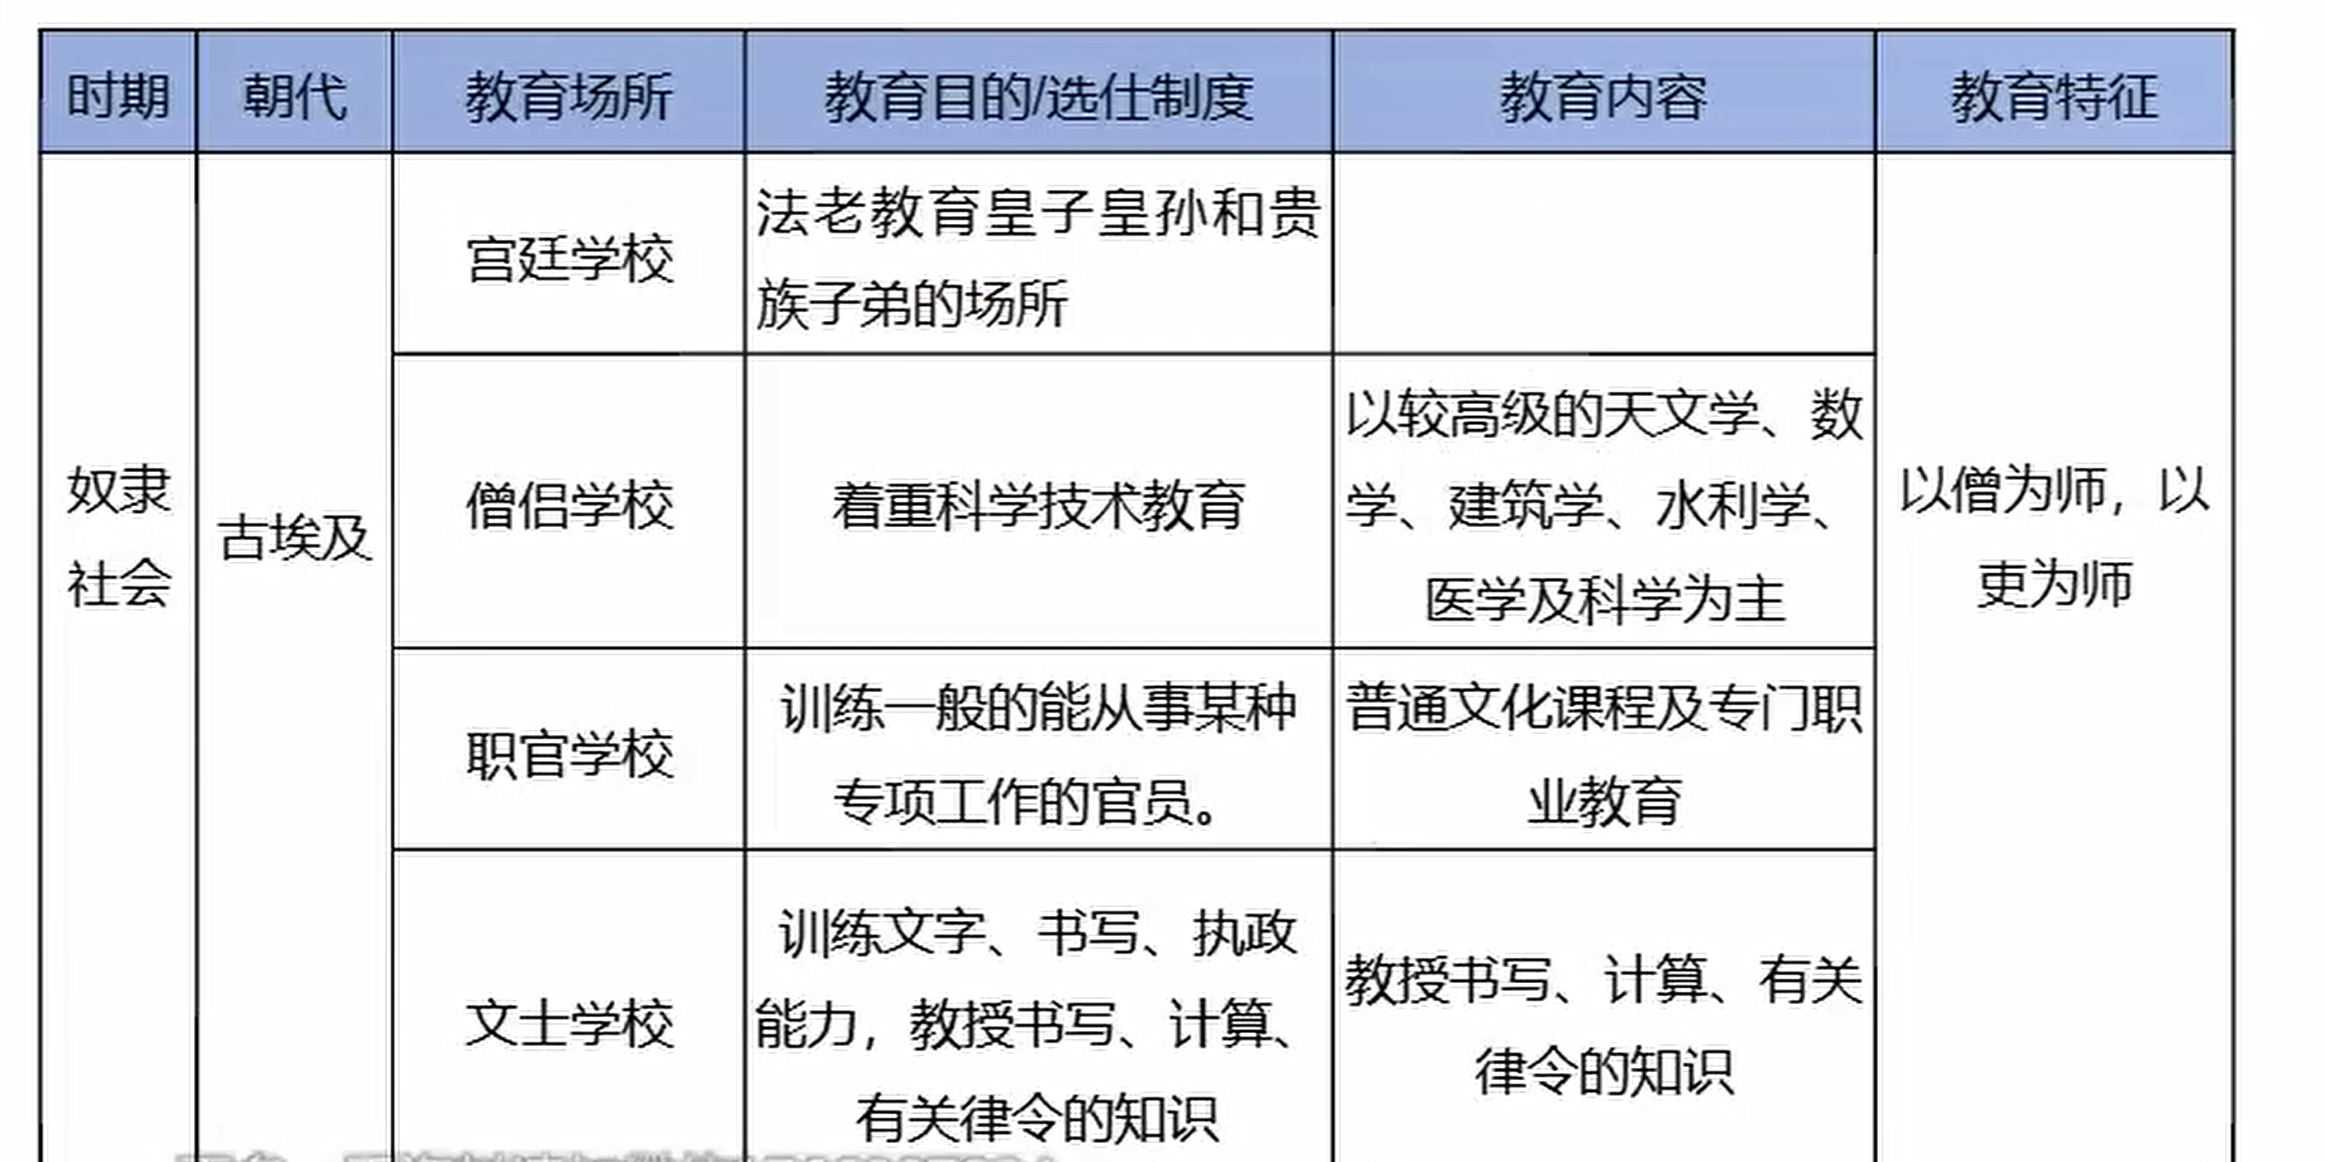 时期 朝代 教育场所 教育目的/选仕制度 教育内容 教育特征
奴隶
社会
古埃及
宫廷学校
法老教育皇子皇孙和贵
族子弟的场所
僧侣学校
着重科学技术教育
以较高级的天文学、数
学、建筑学、水利学、
医学及科学为主
职官学校
训练一般的能从事某种
专项工作的官员。
普通文化课程及专门职
业教育
文士学校
训练文字、书写、执政
能力，教授书写、计算、
有关律令的知识
教授书写、计算、有关
律令的知识
以僧为师，以
吏为师